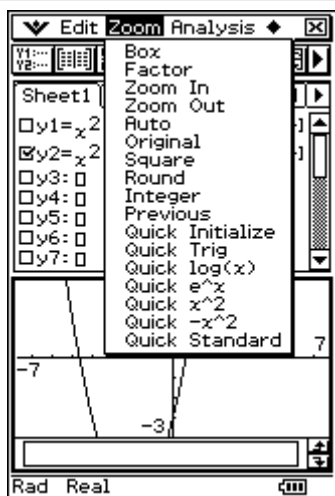 Edit Zoom Analysis
Y1:...
Y2:...
Box
Factor
Zoom In
Zoom Out
Auto
Original
Square
Round
Integer
Previous
Quick Initialize
Quick Trig
Quick log(x)
Quick e^x
Quick x^2
Quick -x^2
Quick Standard
Sheet1
y1=x2
y2=x2
y3:▯
y4:▯
y5:▯
y6:▯
y7:▯
7
-7
-3
Rad Real